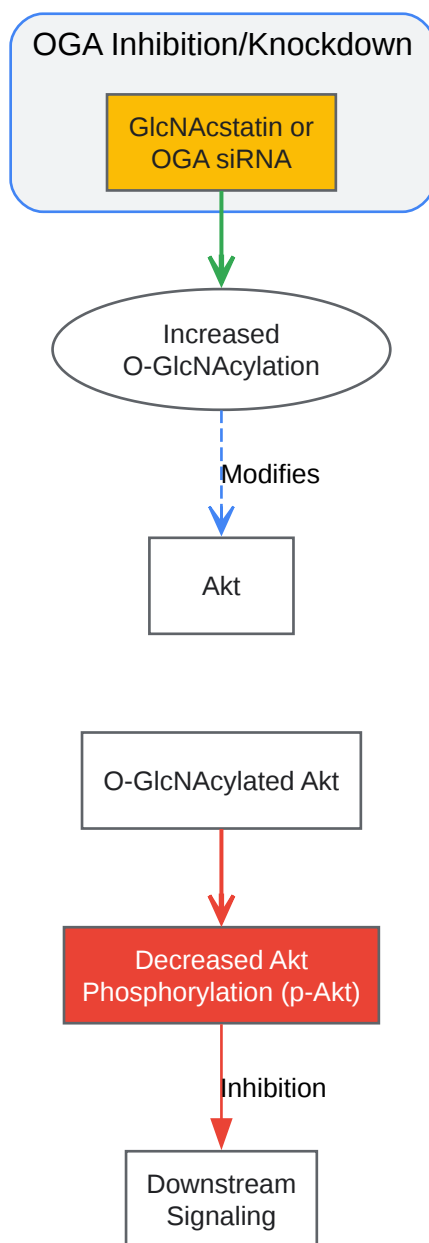 OGA Inhibition/Knockdown
GlcNAcstatin or
OGA siRNA
Increased
O-GlcNAcylation
Modifies
Akt
O-GlcNAcylated Akt
Decreased Akt
Phosphorylation (p-Akt)
Inhibition
Downstream
Signaling